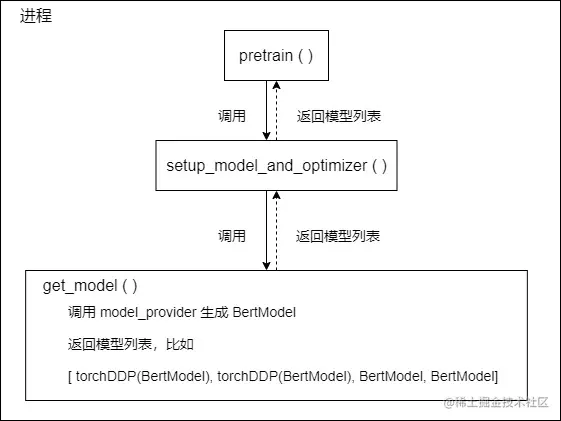 进程
pretrain ( )
调用
返回模型列表
setup_model_and_optimizer ( )
调用
返回模型列表
get_model ( )
调用 model_provider 生成 BertModel
返回模型列表，比如
[ torchDDP(BertModel), torchDDP(BertModel), BertModel, BertModel]
@稀土掘金技术社区